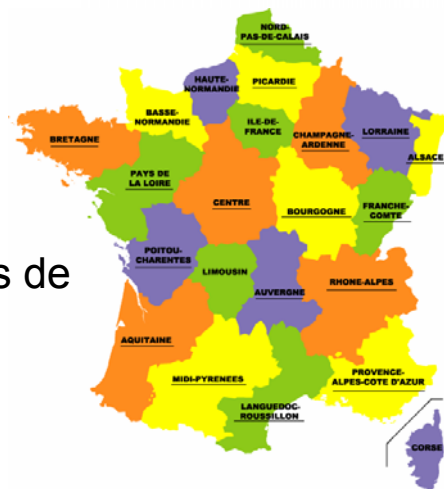 NORD-
PAS-DE-CALAIS
HAUTE-
NORMANDIE
PICARDIE
BASSE-
NORMANDIE
ILE-DE-
FRANCE
CHAMPAGNE-
ARDENNE
LORRAINE
ALSACE
BRETAGNE
PAYS DE
LA LOIRE
CENTRE
BOURGOGNE
FRANCHE-
COMTE
POITOU-
CHARENTES
s de
LIMOUSIN
AUVERGNE
RHONE-ALPES
AQUITAINE
MIDI-PYRENEES
PROVENCE-
ALPES-COTE D'AZUR
LANGUEDOC-
ROUSSILLON
CORSE